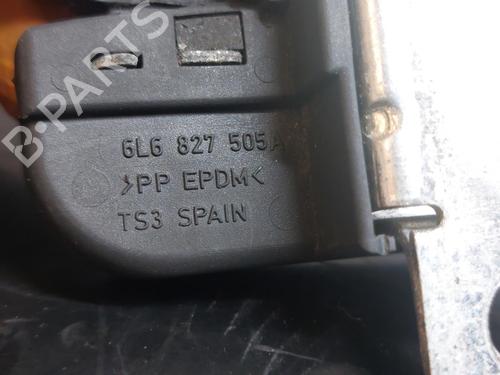 B-PARTS
6L6 827 505A
>PP EPDM<
TS3 SPAIN